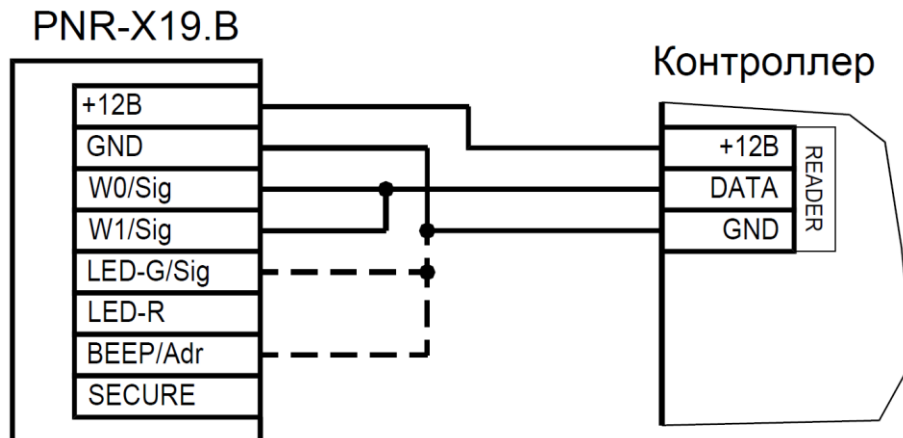 PNR-X19.B
+12В
GND
W0/Sig
W1/Sig
LED-G/Sig
LED-R
BEEP/Adr
SECURE
Контроллер
+12В
DATA
GND
READER